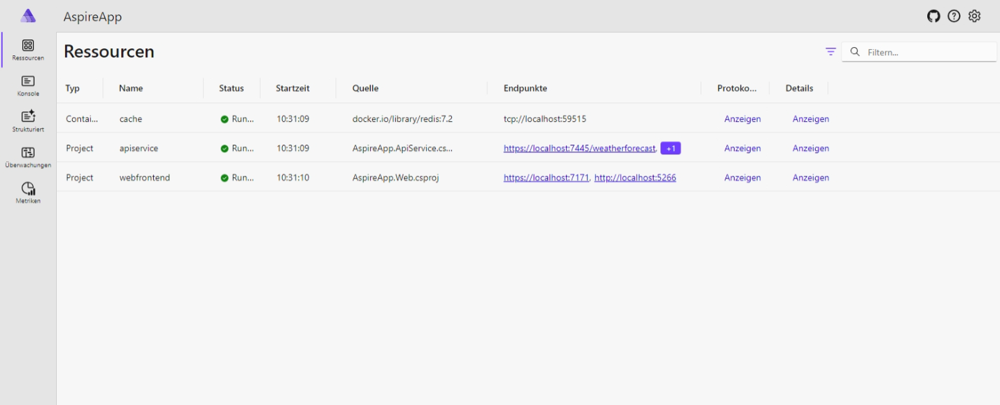 AspireApp
Ressourcen
Konsole
Strukturiert
Überwachungen
Metriken
Ressourcen
Filtern...
Typ Name Status Startzeit Quelle Endpunkte Protoko... Details
Contai... cache Run... 10:31:09 docker.io/library/redis:7.2 tcp://localhost:59515 Anzeigen Anzeigen
Project apiservice Run... 10:31:09 AspireApp.ApiService.cs... https://localhost:7445/weatherforecast, +1 Anzeigen Anzeigen
Project webfrontend Run... 10:31:10 AspireApp.Web.csproj https://localhost:7171, http://localhost:5266 Anzeigen Anzeigen